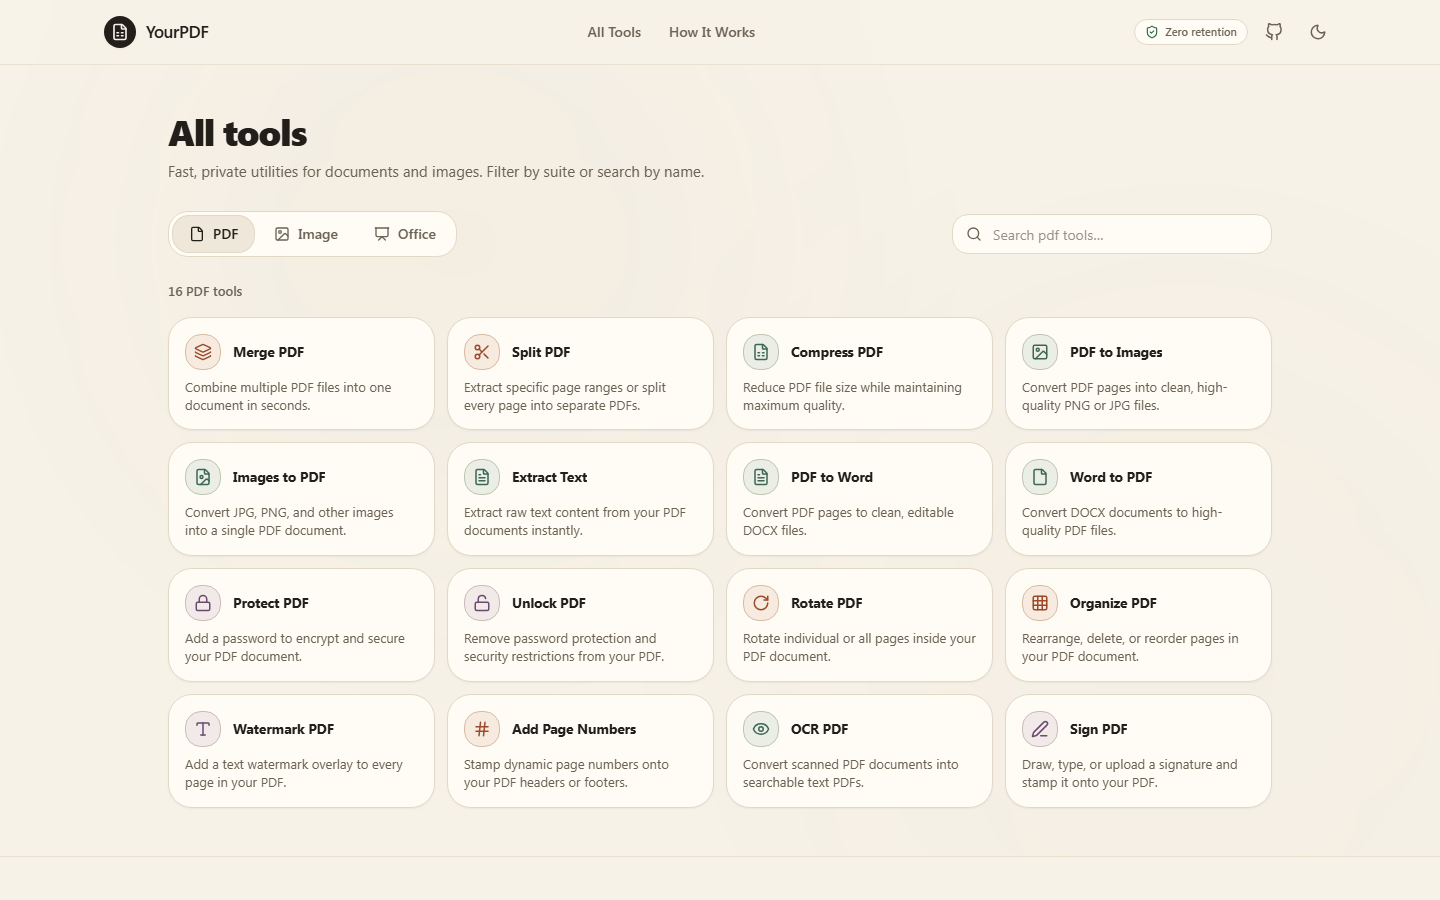 YourPDF
All Tools
How It Works
Zero retention
All tools
Fast, private utilities for documents and images. Filter by suite or search by name.
PDF
Image
Office
Search pdf tools...
16 PDF tools
Merge PDF
Combine multiple PDF files into one
document in seconds.
Split PDF
Extract specific page ranges or split
every page into separate PDFs.
Compress PDF
Reduce PDF file size while maintaining
maximum quality.
PDF to Images
Convert PDF pages into clean, high-
quality PNG or JPG files.
Images to PDF
Convert JPG, PNG, and other images
into a single PDF document.
Extract Text
Extract raw text content from your PDF
documents instantly.
PDF to Word
Convert PDF pages to clean, editable
DOCX files.
Word to PDF
Convert DOCX documents to high-
quality PDF files.
Protect PDF
Add a password to encrypt and secure
your PDF document.
Unlock PDF
Remove password protection and
security restrictions from your PDF.
Rotate PDF
Rotate individual or all pages inside your
PDF document.
Organize PDF
Rearrange, delete, or reorder pages in
your PDF document.
Watermark PDF
Add a text watermark overlay to every
page in your PDF.
Add Page Numbers
Stamp dynamic page numbers onto
your PDF headers or footers.
OCR PDF
Convert scanned PDF documents into
searchable text PDFs.
Sign PDF
Draw, type, or upload a signature and
stamp it onto your PDF.